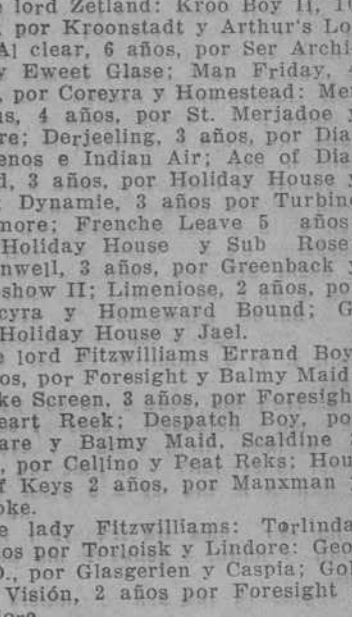 e lord Zetland: Kroo Boy II, 10
, por Kroonstadt y Arthur's Lo
Al clear, 6 años, por Ser Archi
y Eweet Glase; Man Friday, 4
, por Coreyra y Homestead: Me
us, 4 años, por St. Merjadoe y
re; Derjeeling, 3 años, por Dia
enos e Indian Air; Ace of Dia
d, 3 años, por Holiday House y
Dynamie, 3 años por Turbin
more; Frenche Leave 5 años
Holiday House y Sub Rose
nwell, 3 años, por Greenback y
show II; Limeniose, 2 años, po
cyra y Homeward Bound; G
Holiday House y Jael.
e lord Fitzwilliams Errand Boy
os, por Foresight y Balmy Maid
ke Screen, 3 años, por Foresigh
eart Reek; Despatch Boy, po
are y Balmy Maid, Scaldine
, por Cellino y Peat Reks; Hou
f Keys 2 años, por Manxman
oke.
e lady Fitzwilliams: Torlinda
os por Torloisk y Lindore: Geo
O., por Glasgerien y Caspia; Gol
Visión, 2 años por Foresight
dore